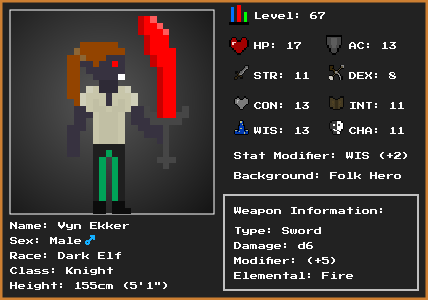 Level: 67
HP: 17 AC: 13
STR: 11 DEX: 8
CON: 13 INT: 11
WIS: 13 CHA: 11
Stat Modifier: WIS (+2)
Background: Folk Hero
Name: Vyn Ekker
Sex: Male
Race: Dark Elf
Class: Knight
Height: 155cm (5'1")
Weapon Information:
Type: Sword
Damage: d6
Modifier: (+5)
Elemental: Fire